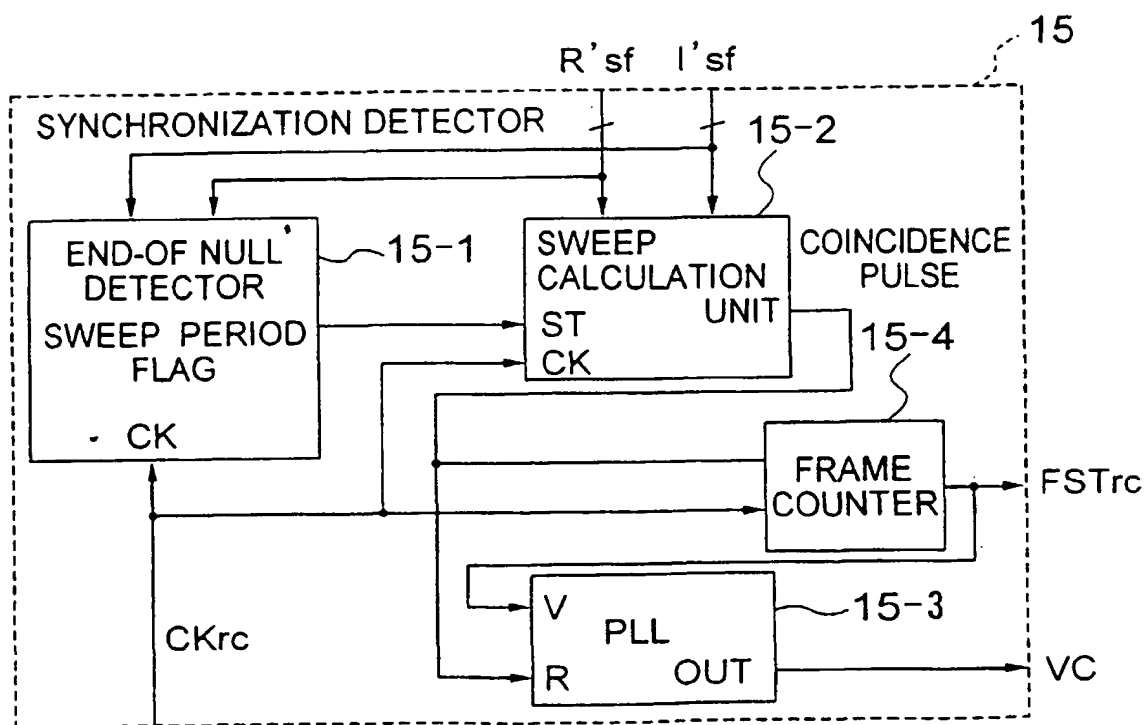 15
R'sf I'sf
SYNCHRONIZATION DETECTOR
15-2
END-OF NULL
DETECTOR
SWEEP PERIOD
FLAG
CK
15-1
SWEEP
CALCULATION
UNIT
ST
CK
COINCIDENCE
PULSE
15-4
FRAME
COUNTER
FSTrc
V
PLL
R
OUT
15-3
CKrc
VC